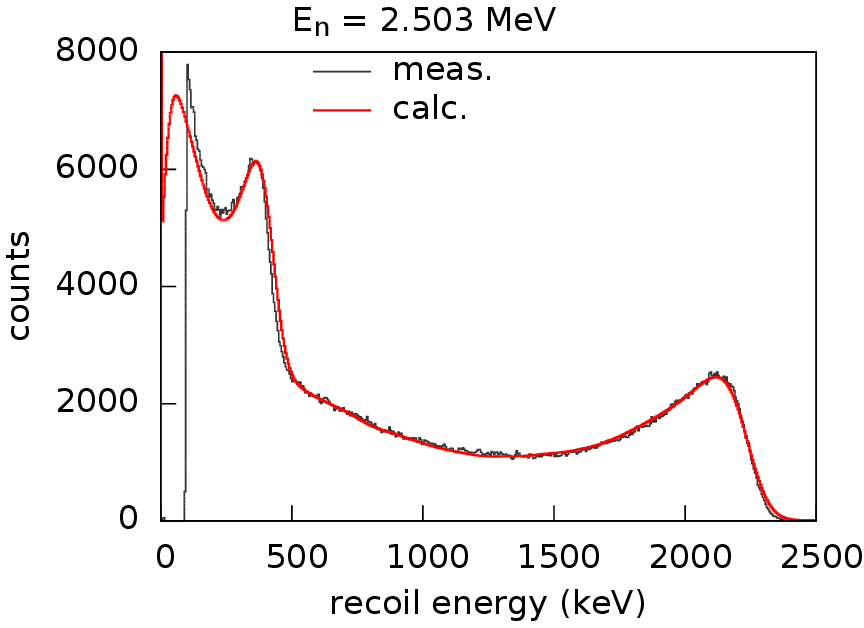 Eₙ = 2.503 MeV
8000
meas.
calc.
6000
4000
2000
0
counts
0 500 1000 1500 2000 2500
recoil energy (keV)